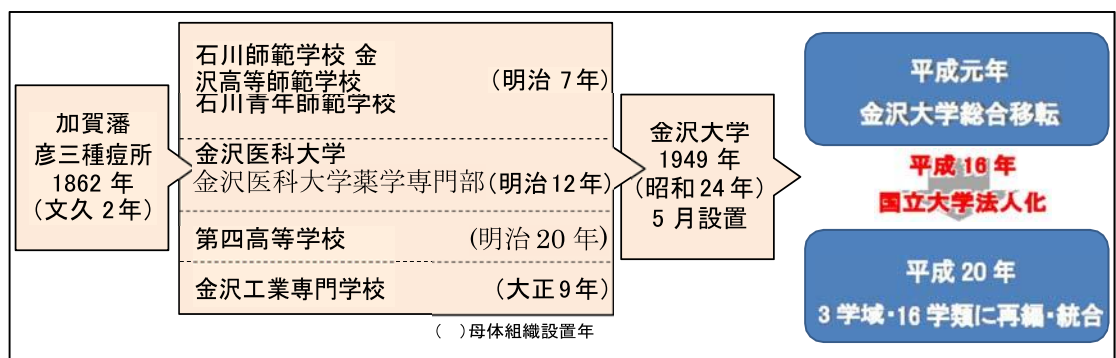 加賀藩
彦三種痘所
1862 年
(文久 2年)
石川師範学校 金
沢高等師範学校 (明治 7年)
石川青年師範学校
金沢医科大学
金沢医科大学薬学専門部(明治12年)
第四高等学校 (明治 20 年)
金沢工業専門学校 (大正9年)
( )母体組織設置年
金沢大学
1949 年
(昭和24年)
5 月設置
平成元年
金沢大学総合移転
平成 16 年
国立大学法人化
平成 20 年
3 学域・16 学類に再編・統合